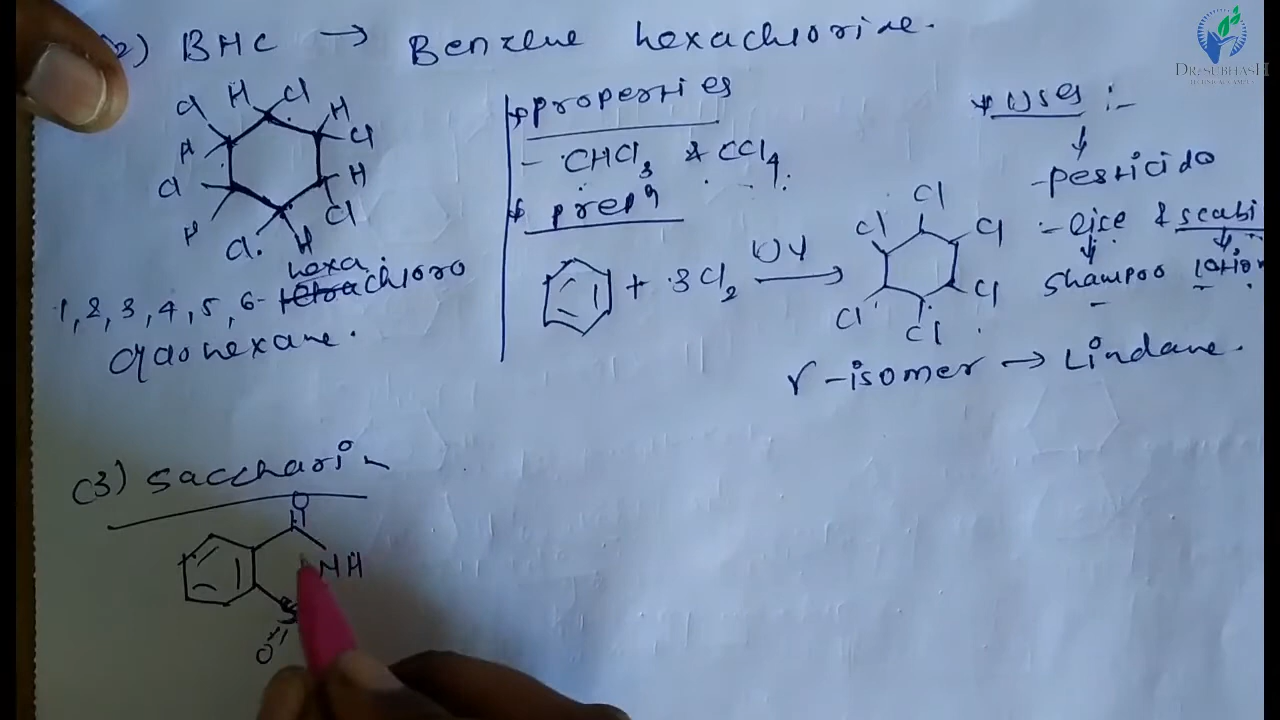 (2) BHC → Benzene hexachloride.
Cl H Cl H
Cl
H
H
Cl
Cl
H
Cl
H
1, 2, 3, 4, 5, 6- hexachloro
cyclohexane.
* properties
- CHCl3 & CCl4
* prepn
+ 3Cl2 UV →
Cl
Cl Cl
Cl Cl
Cl
γ-isomer → Lindane.
* Uses :-
- pesticide
- lice & scabi
shampoo lotion
(3) Saccharin
O
NH
S
O
DR. SUBHASH